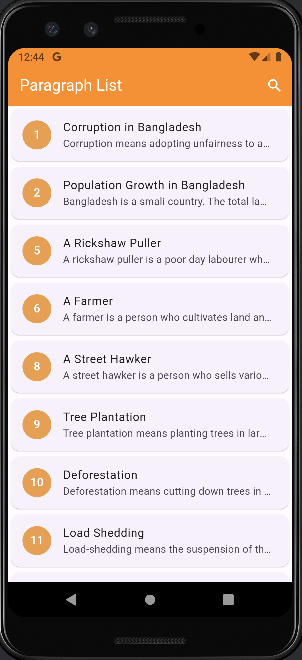 12:44 G
Paragraph List
1
Corruption in Bangladesh
Corruption means adopting unfairness to a...
2
Population Growth in Bangladesh
Bangladesh is a small country. The total la...
5
A Rickshaw Puller
A rickshaw puller is a poor day labourer wh...
6
A Farmer
A farmer is a person who cultivates land an...
8
A Street Hawker
A street hawker is a person who sells vario...
9
Tree Plantation
Tree plantation means planting trees in lar...
10
Deforestation
Deforestation means cutting down trees in ...
11
Load Shedding
Load-shedding means the suspension of th...